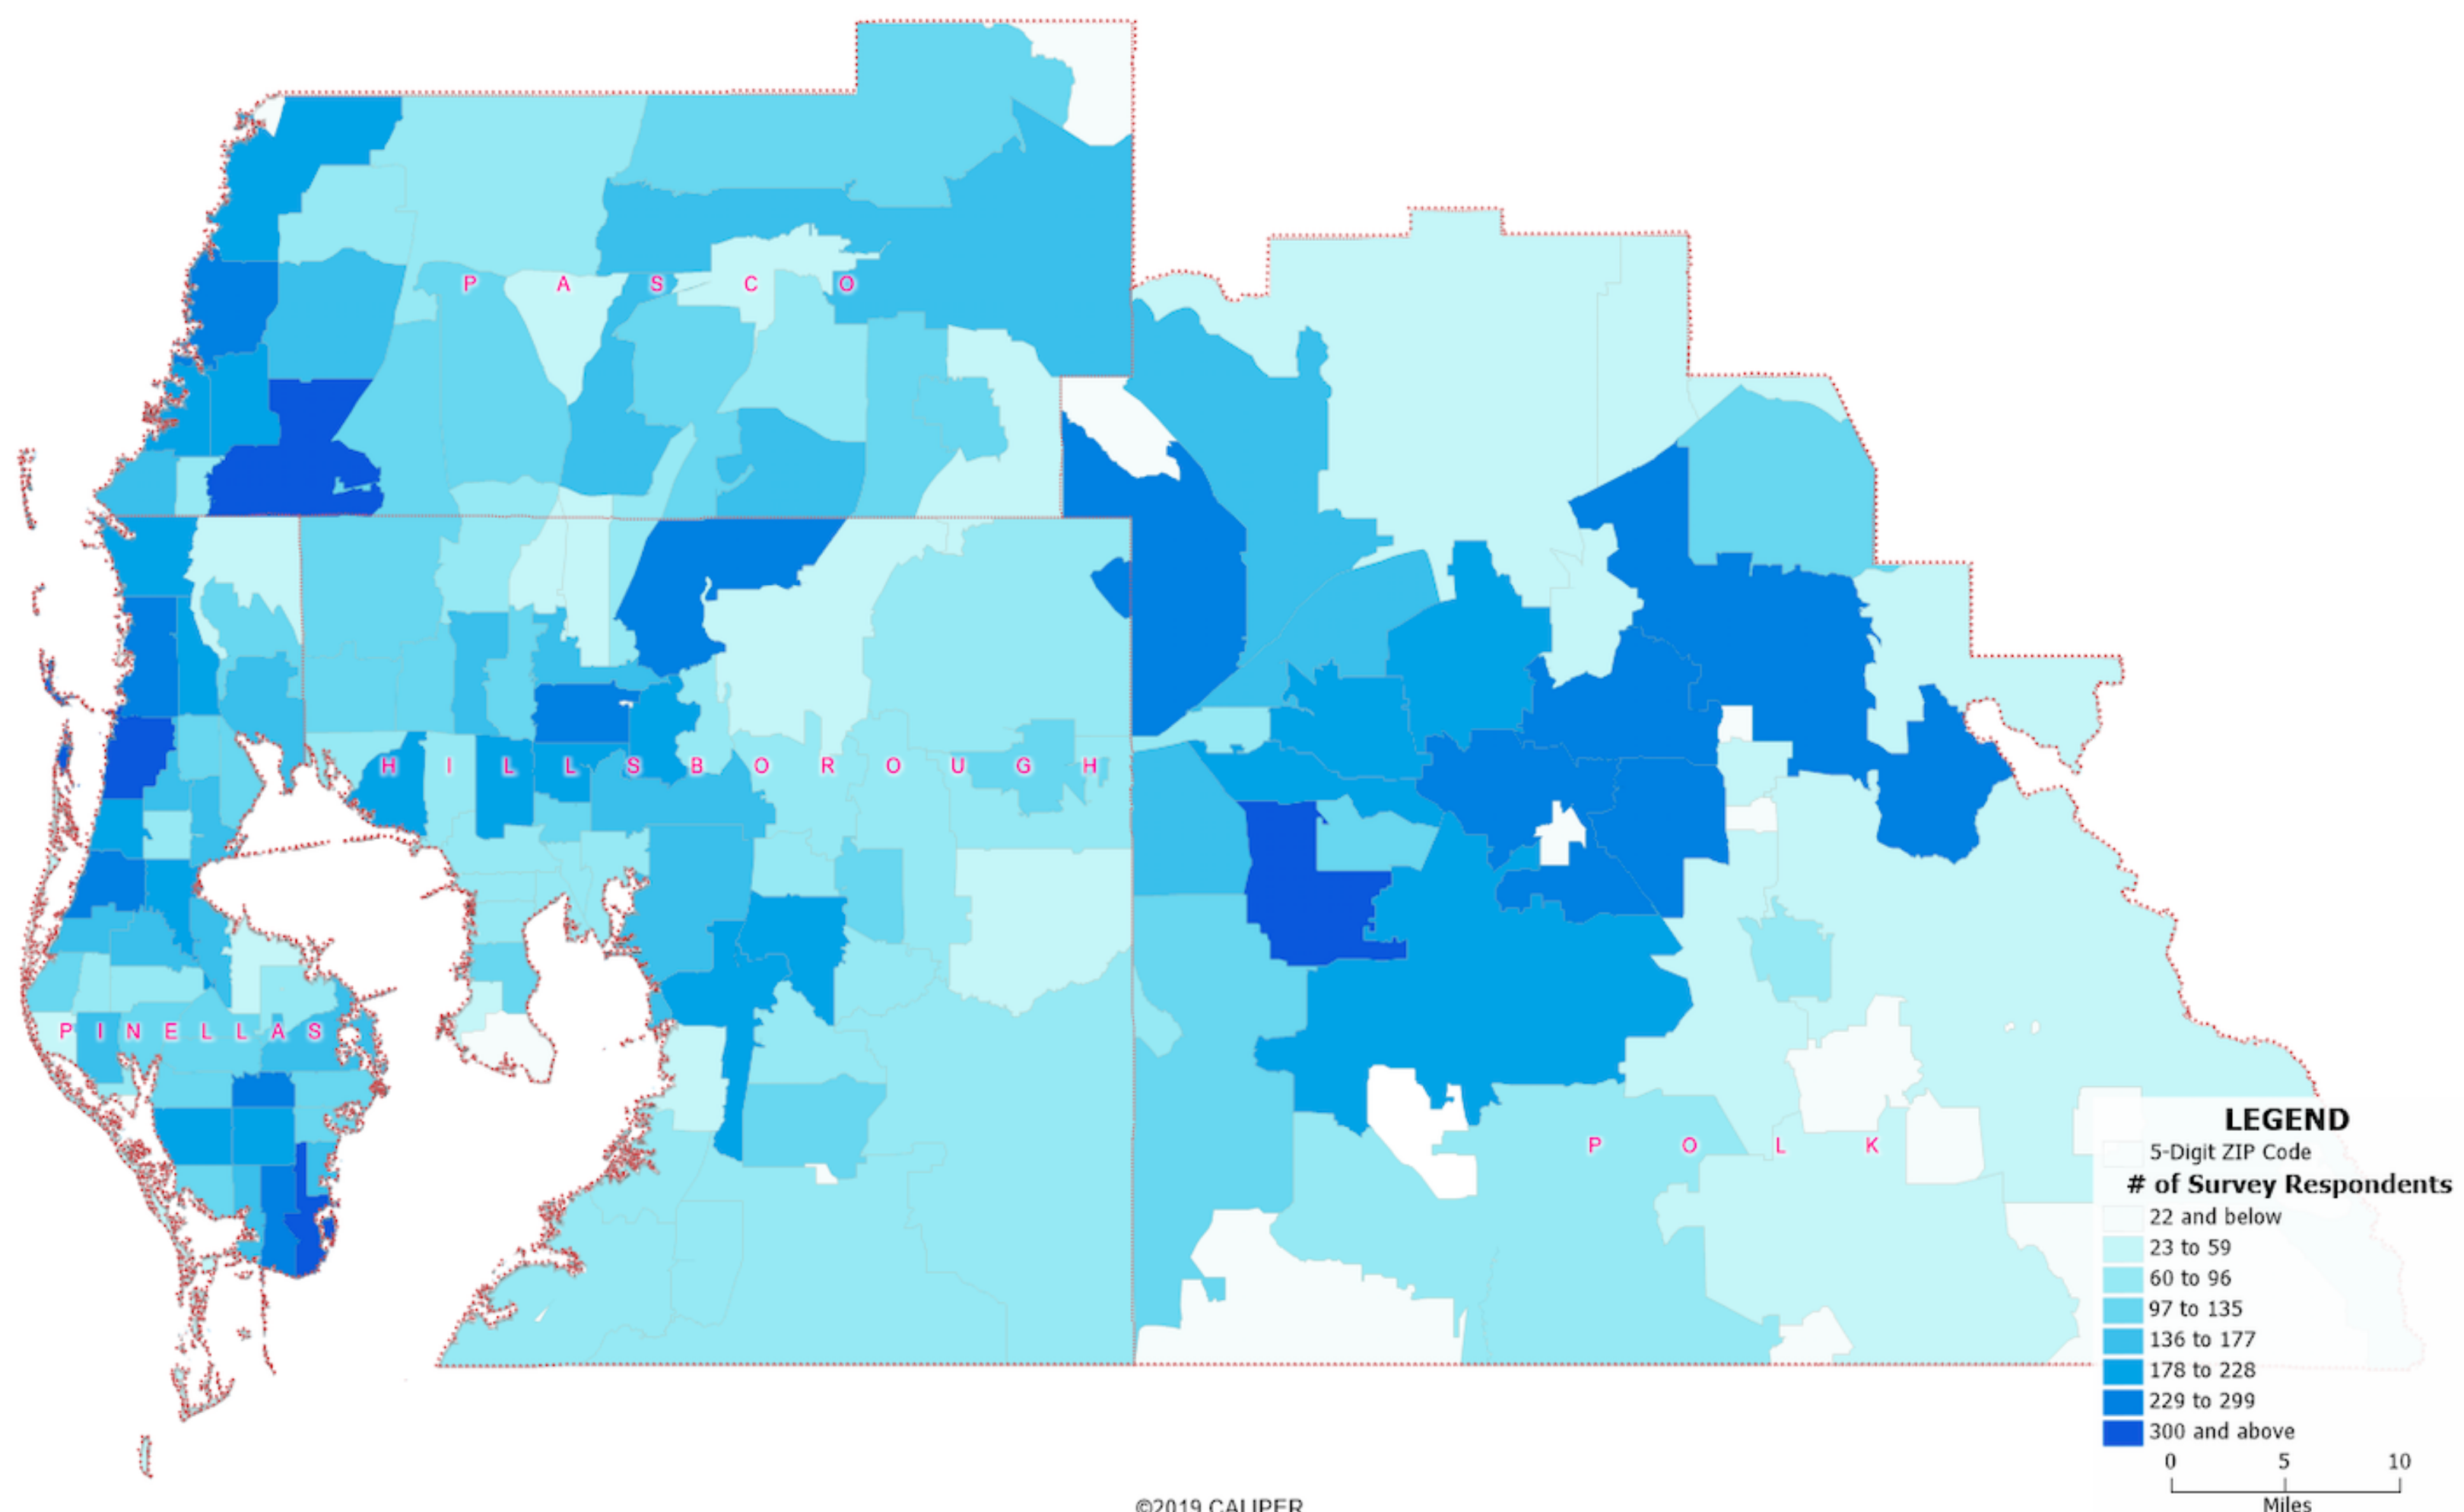 P A S C O
H I L L S B O R O U G H
P I N E L L A S
P O L K
LEGEND
5-Digit ZIP Code
# of Survey Respondents
22 and below
23 to 59
60 to 96
97 to 135
136 to 177
178 to 228
229 to 299
300 and above
0 5 10
Miles
©2019 CALIPER